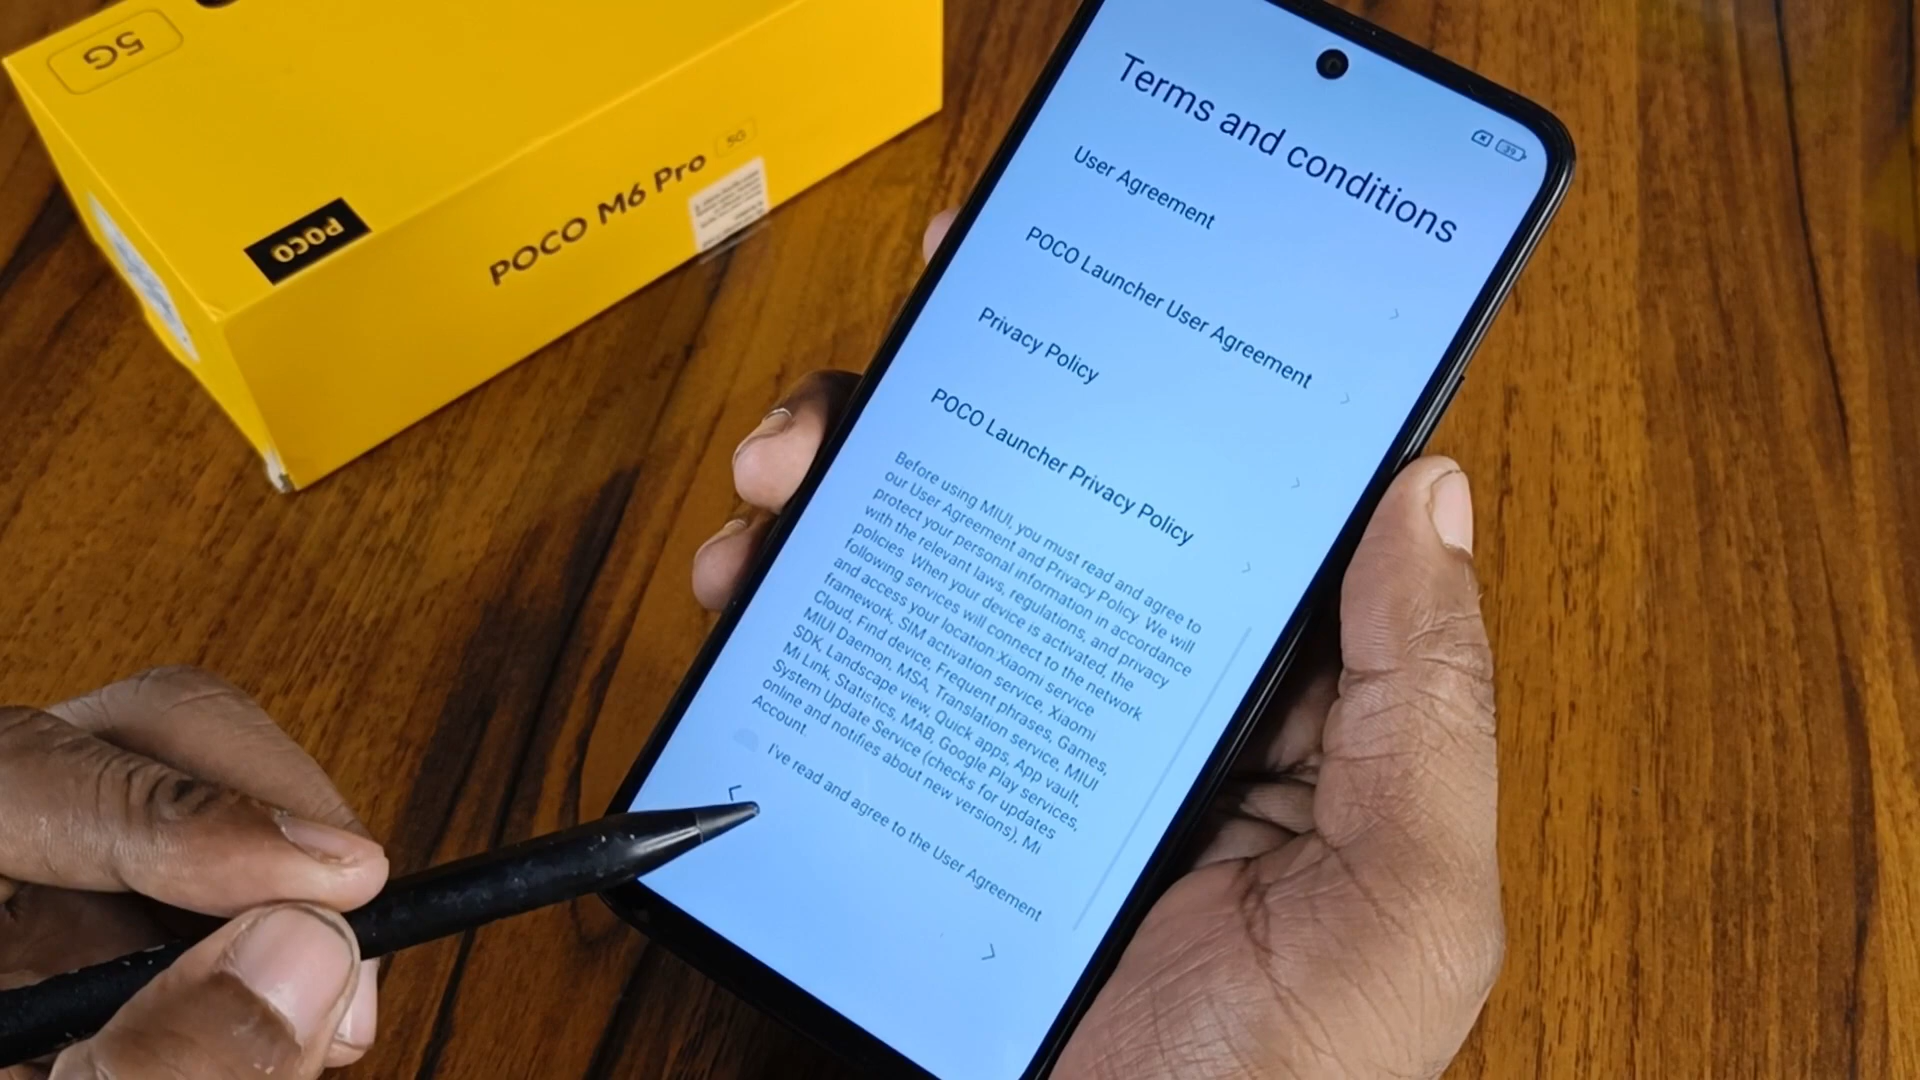 5G
POCO
POCO M6 Pro 5G
39
Terms and conditions
User Agreement
POCO Launcher User Agreement
Privacy Policy
POCO Launcher Privacy Policy
Before using MIUI, you must read and agree to
our User Agreement and Privacy Policy. We will
protect your personal information in accordance
with the relevant laws, regulations, and privacy
policies. When your device is activated, the
following services will connect to the network
and access your location:Xiaomi service
framework, SIM activation service, Xiaomi
Cloud, Find device, Frequent phrases, Games,
MIUI Daemon, MSA, Translation service, MIUI
SDK, Landscape view, Quick apps, App vault,
Mi Link, Statistics, MAB, Google Play services,
System Update Service (checks for updates
online and notifies about new versions), Mi
Account.
I've read and agree to the User Agreement